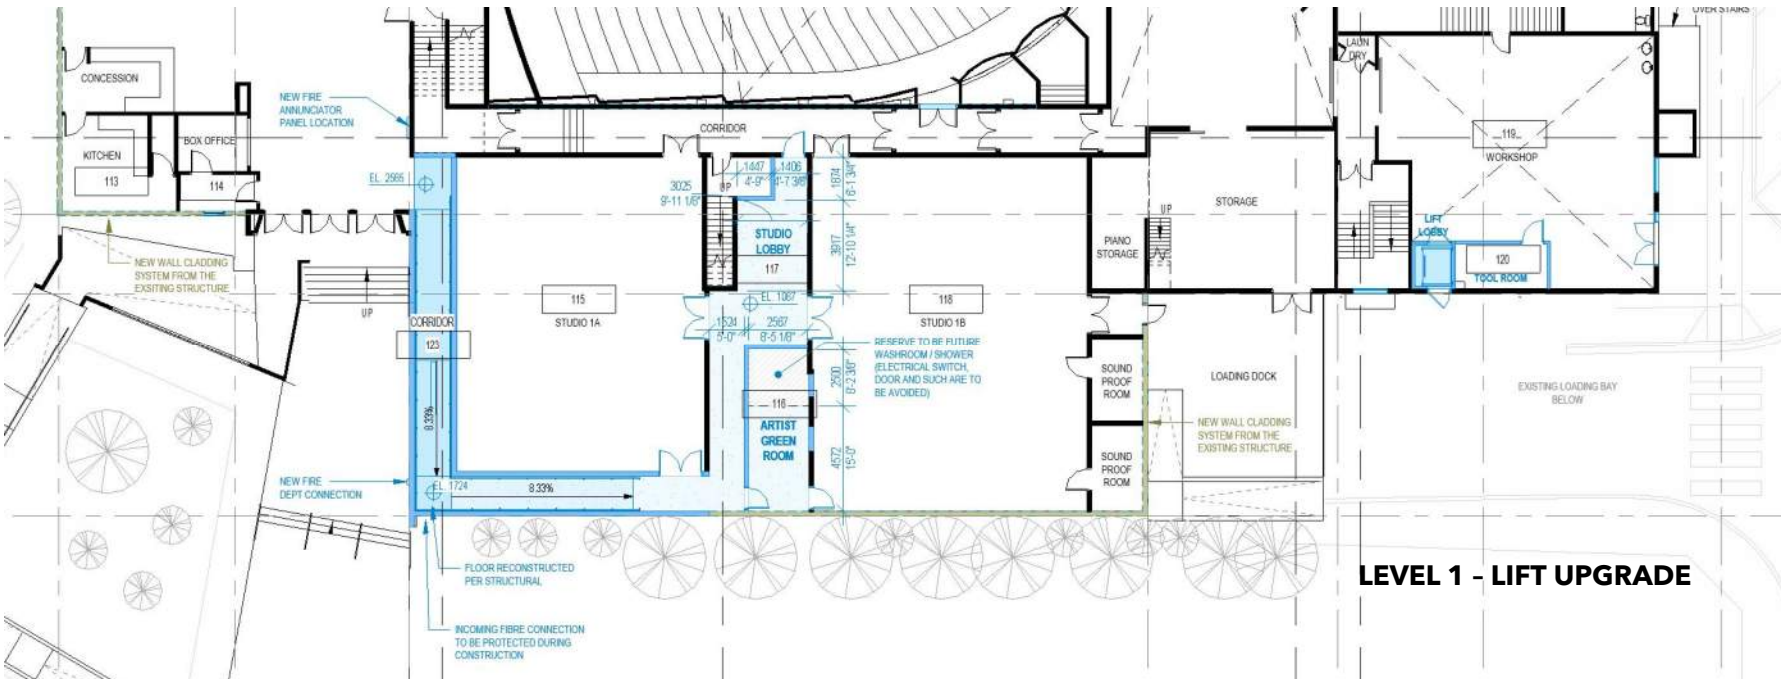 OVER STAIRS
CONCESSION
LAUN
DRY
NEW FIRE
ANNUNCIATOR
PANEL LOCATION
CORRIDOR
BOX OFFICE
119
WORKSHOP
KITCHEN
113
114
EL. 2565
3025
9'-11 1/8"
UP
1447
4'-9"
1406
4'-7 3/8"
1874
6'-1 3/4"
STORAGE
UP
LIFT
LOBBY
STUDIO
LOBBY
117
3917
12'-10 1/4"
PIANO
STORAGE
120
TOOL ROOM
NEW WALL CLADDING
SYSTEM FROM THE
EXSITING STRUCTURE
115
STUDIO 1A
EL. 1067
118
STUDIO 1B
UP
CORRIDOR
123
1524
5'-0"
2567
8'-5 1/8"
RESERVE TO BE FUTURE
WASHROOM / SHOWER
(ELECTRICAL SWITCH,
DOOR AND SUCH ARE TO
BE AVOIDED)
2500
8'-2 3/8"
SOUND
PROOF
ROOM
LOADING DOCK
EXISTING LOADING BAY
BELOW
116
8.33%
ARTIST
GREEN
ROOM
4572
15'-0"
NEW WALL CLADDING
SYSTEM FROM THE
EXISTING STRUCTURE
SOUND
PROOF
ROOM
NEW FIRE
DEPT CONNECTION
EL. 1724
8.33%
FLOOR RECONSTRUCTED
PER STRUCTURAL
LEVEL 1 - LIFT UPGRADE
INCOMING FIBRE CONNECTION
TO BE PROTECTED DURING
CONSTRUCTION